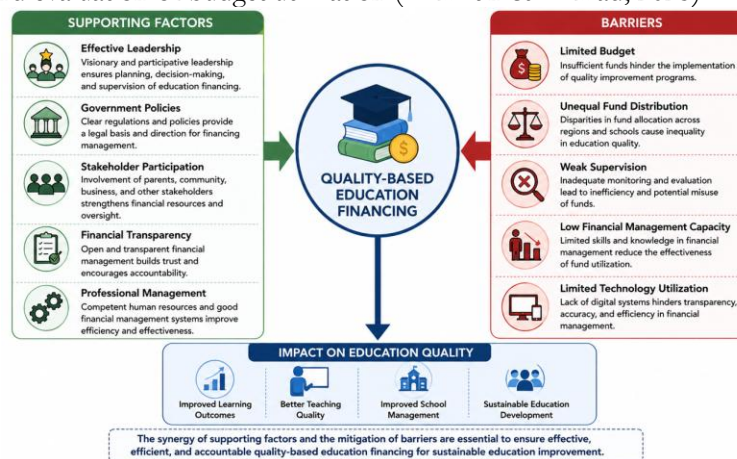 SUPPORTING FACTORS
Effective Leadership
Visionary and participative leadership
ensures planning, decision-making,
and supervision of education financing.
Government Policies
Clear regulations and policies provide
a legal basis and direction for financing
management.
Stakeholder Participation
Involvement of parents, community,
business, and other stakeholders
strengthens financial resources and
oversight.
Financial Transparency
Open and transparent financial
management builds trust and
encourages accountability.
Professional Management
Competent human resources and good
financial management systems improve
efficiency and effectiveness.
$
QUALITY-BASED
EDUCATION
FINANCING
BARRIERS
Limited Budget
Insufficient funds hinder the implementation
of quality improvement programs.
Unequal Fund Distribution
Disparities in fund allocation across
regions and schools cause inequality
in education quality.
Weak Supervision
Inadequate monitoring and evaluation
lead to inefficiency and potential misuse
of funds.
Low Financial Management Capacity
Limited skills and knowledge in financial
management reduce the effectiveness
of fund utilization.
Limited Technology Utilization
Lack of digital systems hinders transparency,
accuracy, and efficiency in financial
management.
IMPACT ON EDUCATION QUALITY
Improved Learning
Outcomes
Better Teaching
Quality
Improved School
Management
Sustainable Education
Development
The synergy of supporting factors and the mitigation of barriers are essential to ensure effective,
efficient, and accountable quality-based education financing for sustainable education improvement.